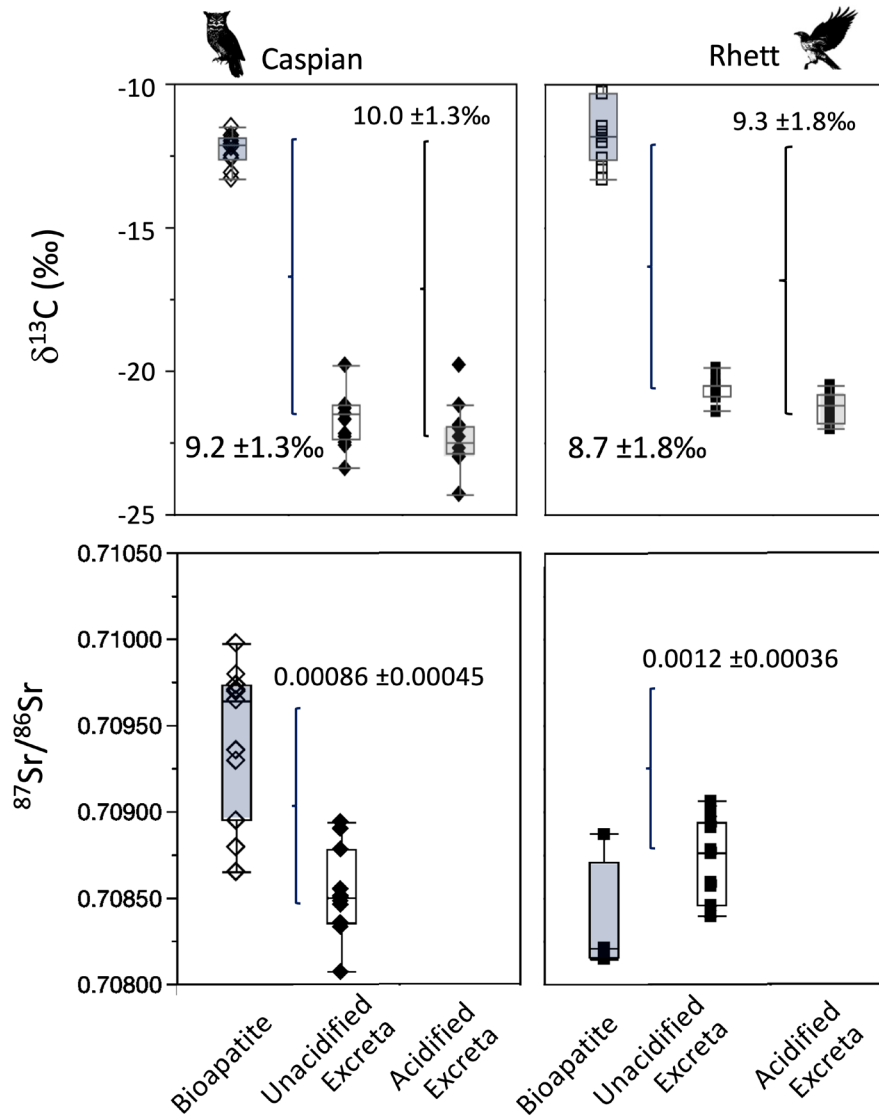 Caspian
Rhett
δ13C (‰)
-10
-15
-20
-25
10.0 ±1.3‰
9.2 ±1.3‰
9.3 ±1.8‰
8.7 ±1.8‰
87Sr/86Sr
0.71050
0.71000
0.70950
0.70900
0.70850
0.70800
0.00086 ±0.00045
0.0012 ±0.00036
Bioapatite
Unacidified
Excreta
Acidified
Excreta
Bioapatite
Unacidified
Excreta
Acidified
Excreta